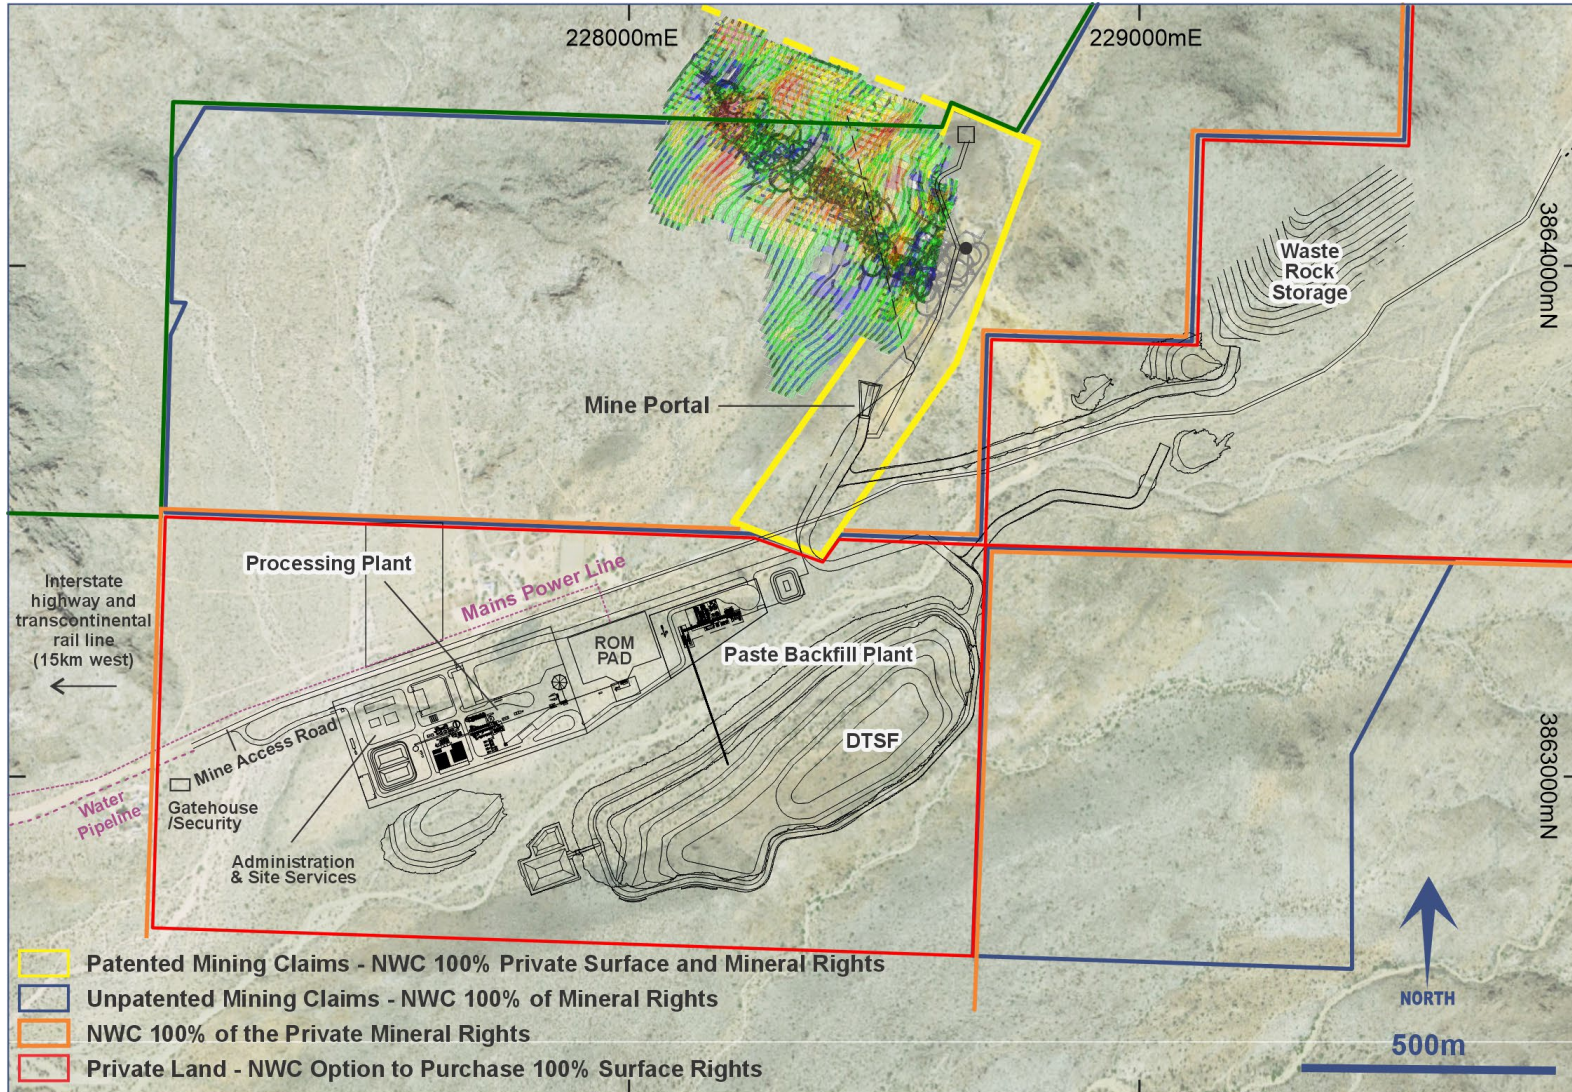 228000mE
229000mE
3864000mN
Waste
Rock
Storage
Mine Portal
Processing Plant
Mains Power Line
Interstate
highway and
transcontinental
rail line
(15km west)
ROM
PAD
Paste Backfill Plant
DTSF
3863000mN
Mine Access Road
Gatehouse
/Security
Water
Pipeline
Administration
& Site Services
Patented Mining Claims - NWC 100% Private Surface and Mineral Rights
Unpatented Mining Claims - NWC 100% of Mineral Rights
NWC 100% of the Private Mineral Rights
Private Land - NWC Option to Purchase 100% Surface Rights
NORTH
500m